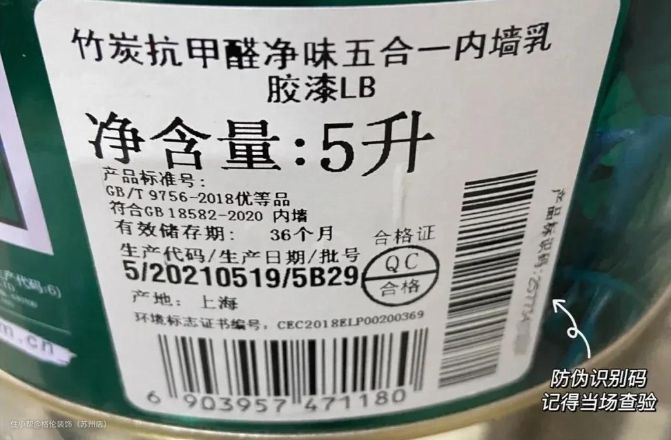 竹炭抗甲醛净味五合一内墙乳
胶漆LB
净含量:5升
产品标准号:
GB/T 9756-2018优等品
符合GB 18582-2020 内墙
有效储存期: 36个月
合格证
生产代码/生产日期/批号
5/20210519/5B29
QC
合格
产地: 上海
环境标志证书编号: CEC2018ELP00200369
6 903957 471180
防伪识别码
记得当场查验